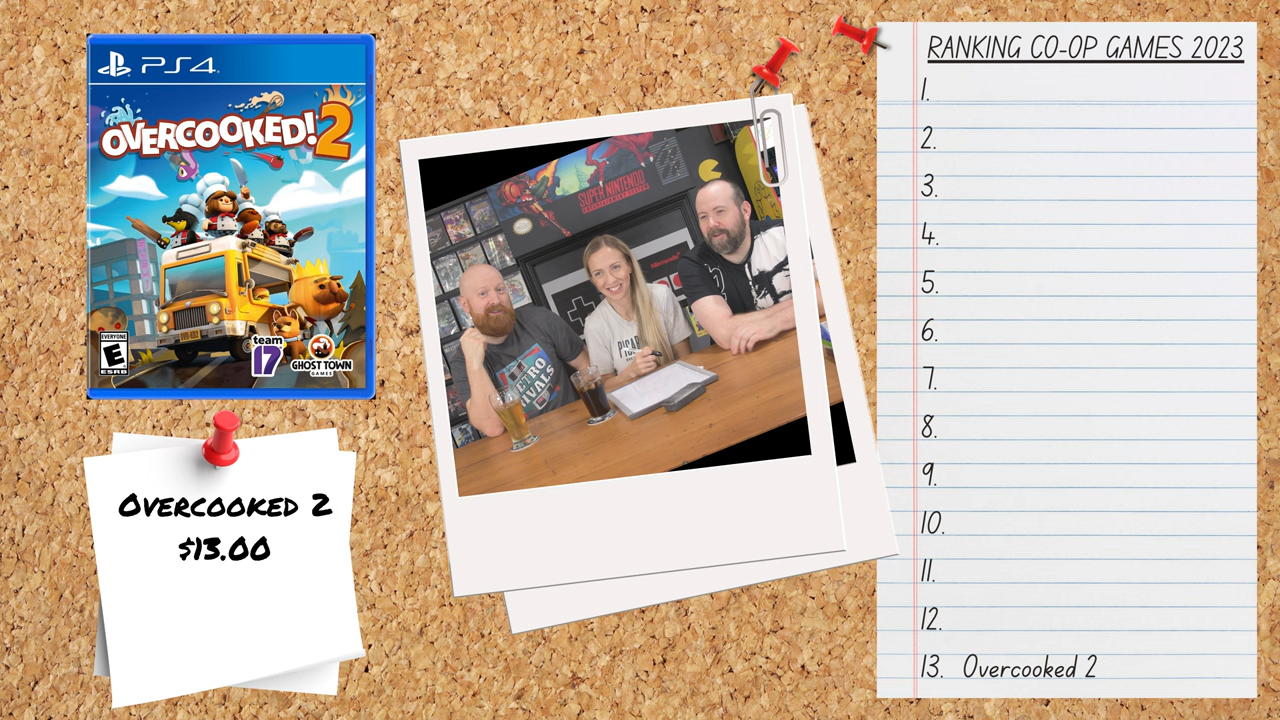 PS4
OVERCOOKED! 2
EVERYONE
E
ESRB
team
17
GHOST TOWN
GAMES
Overcooked 2
$13.00
SUPER NINTENDO
ENTERTAINMENT SYSTEM
RETRO
RIVALS
RANKING CO-OP GAMES 2023
1.
2.
3.
4.
5.
6.
7.
8.
9.
10.
11.
12.
13. Overcooked 2